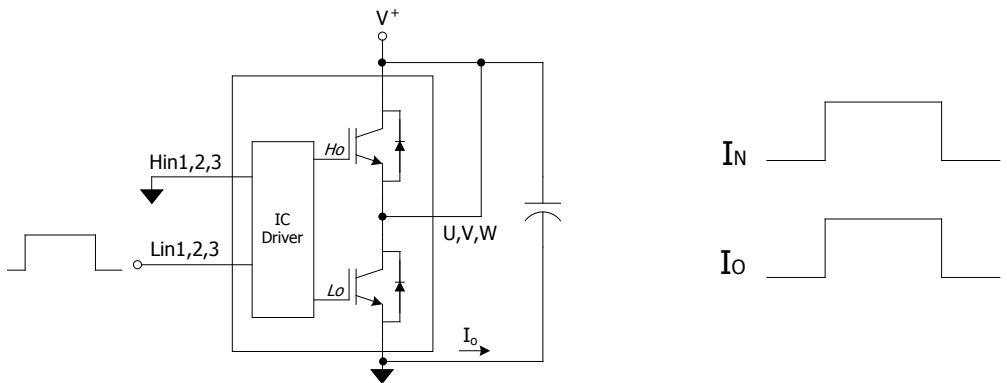 V+
Ho
Hin1,2,3
IC
Driver
U,V,W
Lin1,2,3
Lo
Io
IN
IO